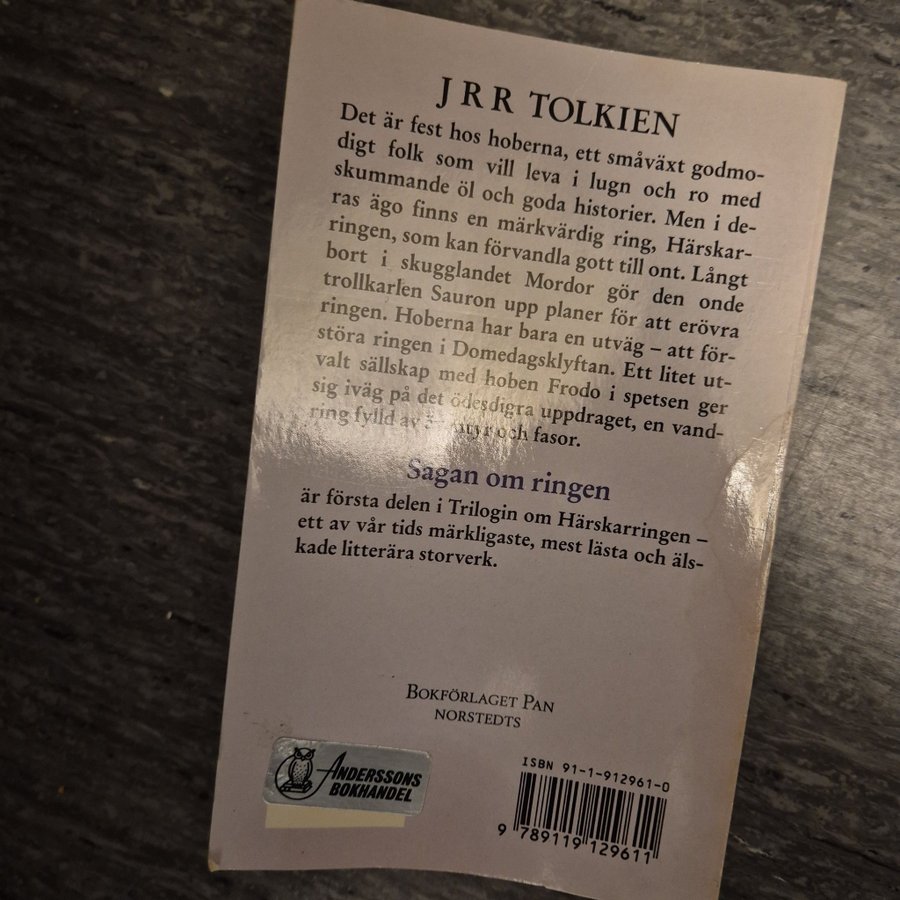 J R R TOLKIEN
Det är fest hos hoberna, ett småväxt godmo-
digt folk som vill leva i lugn och ro med
skummande öl och goda historier. Men i de-
ras ägo finns en märkvärdig ring, Härskar-
ringen, som kan förvandla gott till ont. Långt
bort i skugglandet Mordor gör den onde
trollkarlen Sauron upp planer för att erövra
ringen. Hoberna har bara en utväg – att för-
störa ringen i Domedagsklyftan. Ett litet ut-
valt sällskap med hoben Frodo i spetsen ger
sig iväg på det ödesdigra uppdraget, en vand-
ring fylld av och fasor.
Sagan om ringen
är första delen i Trilogin om Härskarringen –
ett av vår tids märkligaste, mest lästa och äls-
kade litterära storverk.
BOKFÖRLAGET PAN
NORSTEDTS
ANDERSSONS
BOKHANDEL
ISBN 91-1-912961-0
9 789119 129611